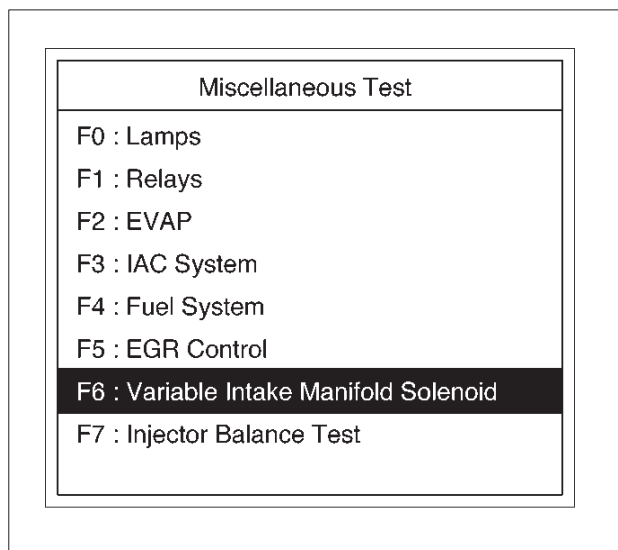 Miscellaneous Test
F0 : Lamps
F1 : Relays
F2 : EVAP
F3 : IAC System
F4 : Fuel System
F5 : EGR Control
F6 : Variable Intake Manifold Solenoid
F7 : Injector Balance Test